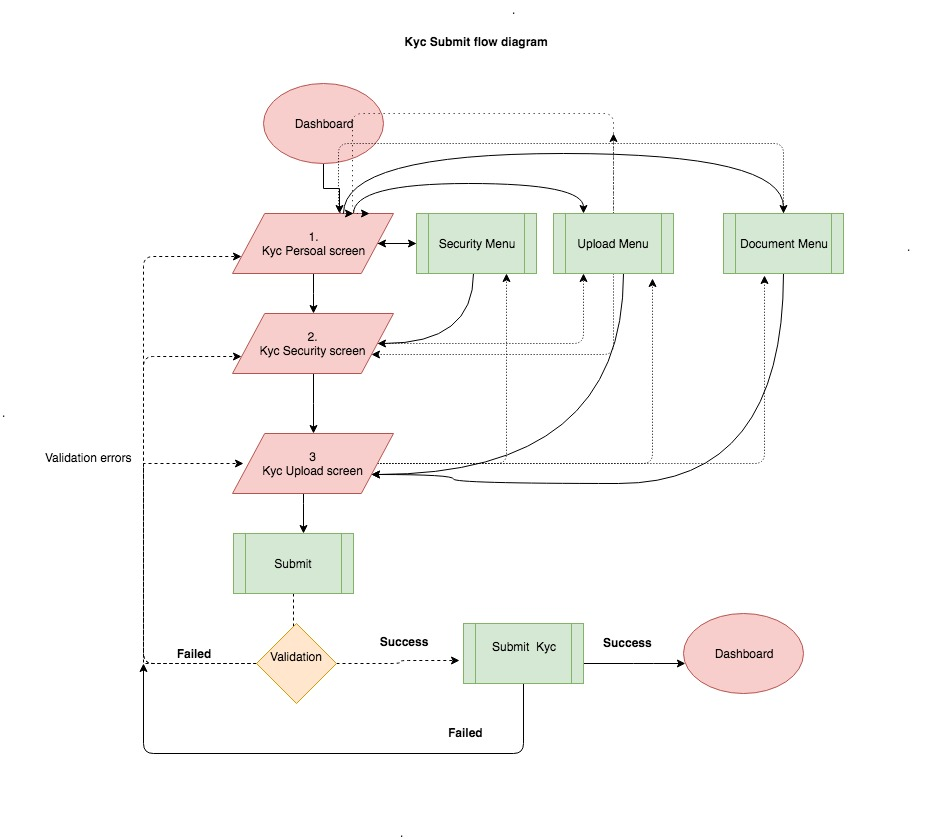 Kyc Submit flow diagram
Dashboard
1.
Kyc Persoal screen
Security Menu
Upload Menu
Document Menu
2.
Kyc Security screen
3
Kyc Upload screen
Validation errors
Submit
Validation
Failed
Success
Submit Kyc
Success
Dashboard
Failed